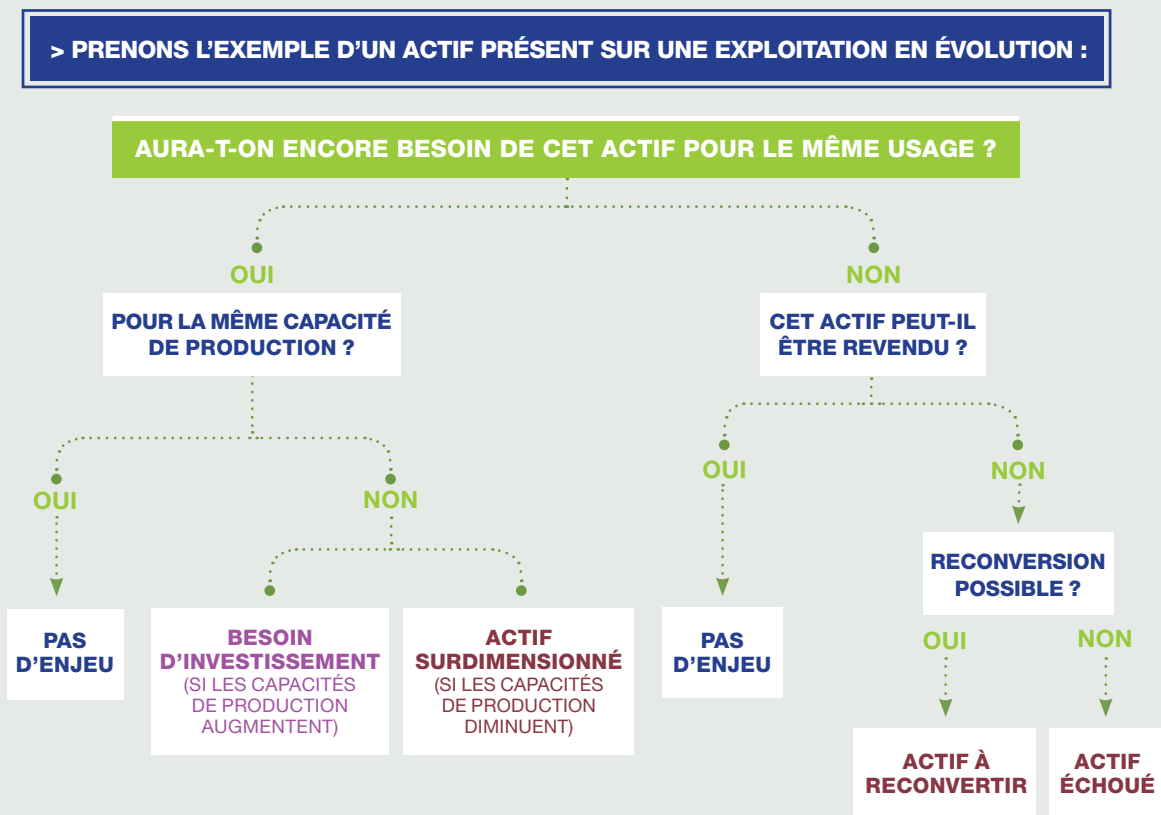 > PRENONS L'EXEMPLE D'UN ACTIF PRÉSENT SUR UNE EXPLOITATION EN ÉVOLUTION :
AURA-T-ON ENCORE BESOIN DE CET ACTIF POUR LE MÊME USAGE ?
OUI
POUR LA MÊME CAPACITÉ
DE PRODUCTION ?
OUI
PAS
D'ENJEU
NON
BESOIN
D'INVESTISSEMENT
(SI LES CAPACITÉS
DE PRODUCTION
AUGMENTENT)
ACTIF
SURDIMENSIONNÉ
(SI LES CAPACITÉS
DE PRODUCTION
DIMINUENT)
NON
CET ACTIF PEUT-IL
ÊTRE REVENDU ?
OUI
PAS
D'ENJEU
NON
RECONVERSION
POSSIBLE ?
OUI
ACTIF À
RECONVERTIR
NON
ACTIF
ÉCHOUÉ